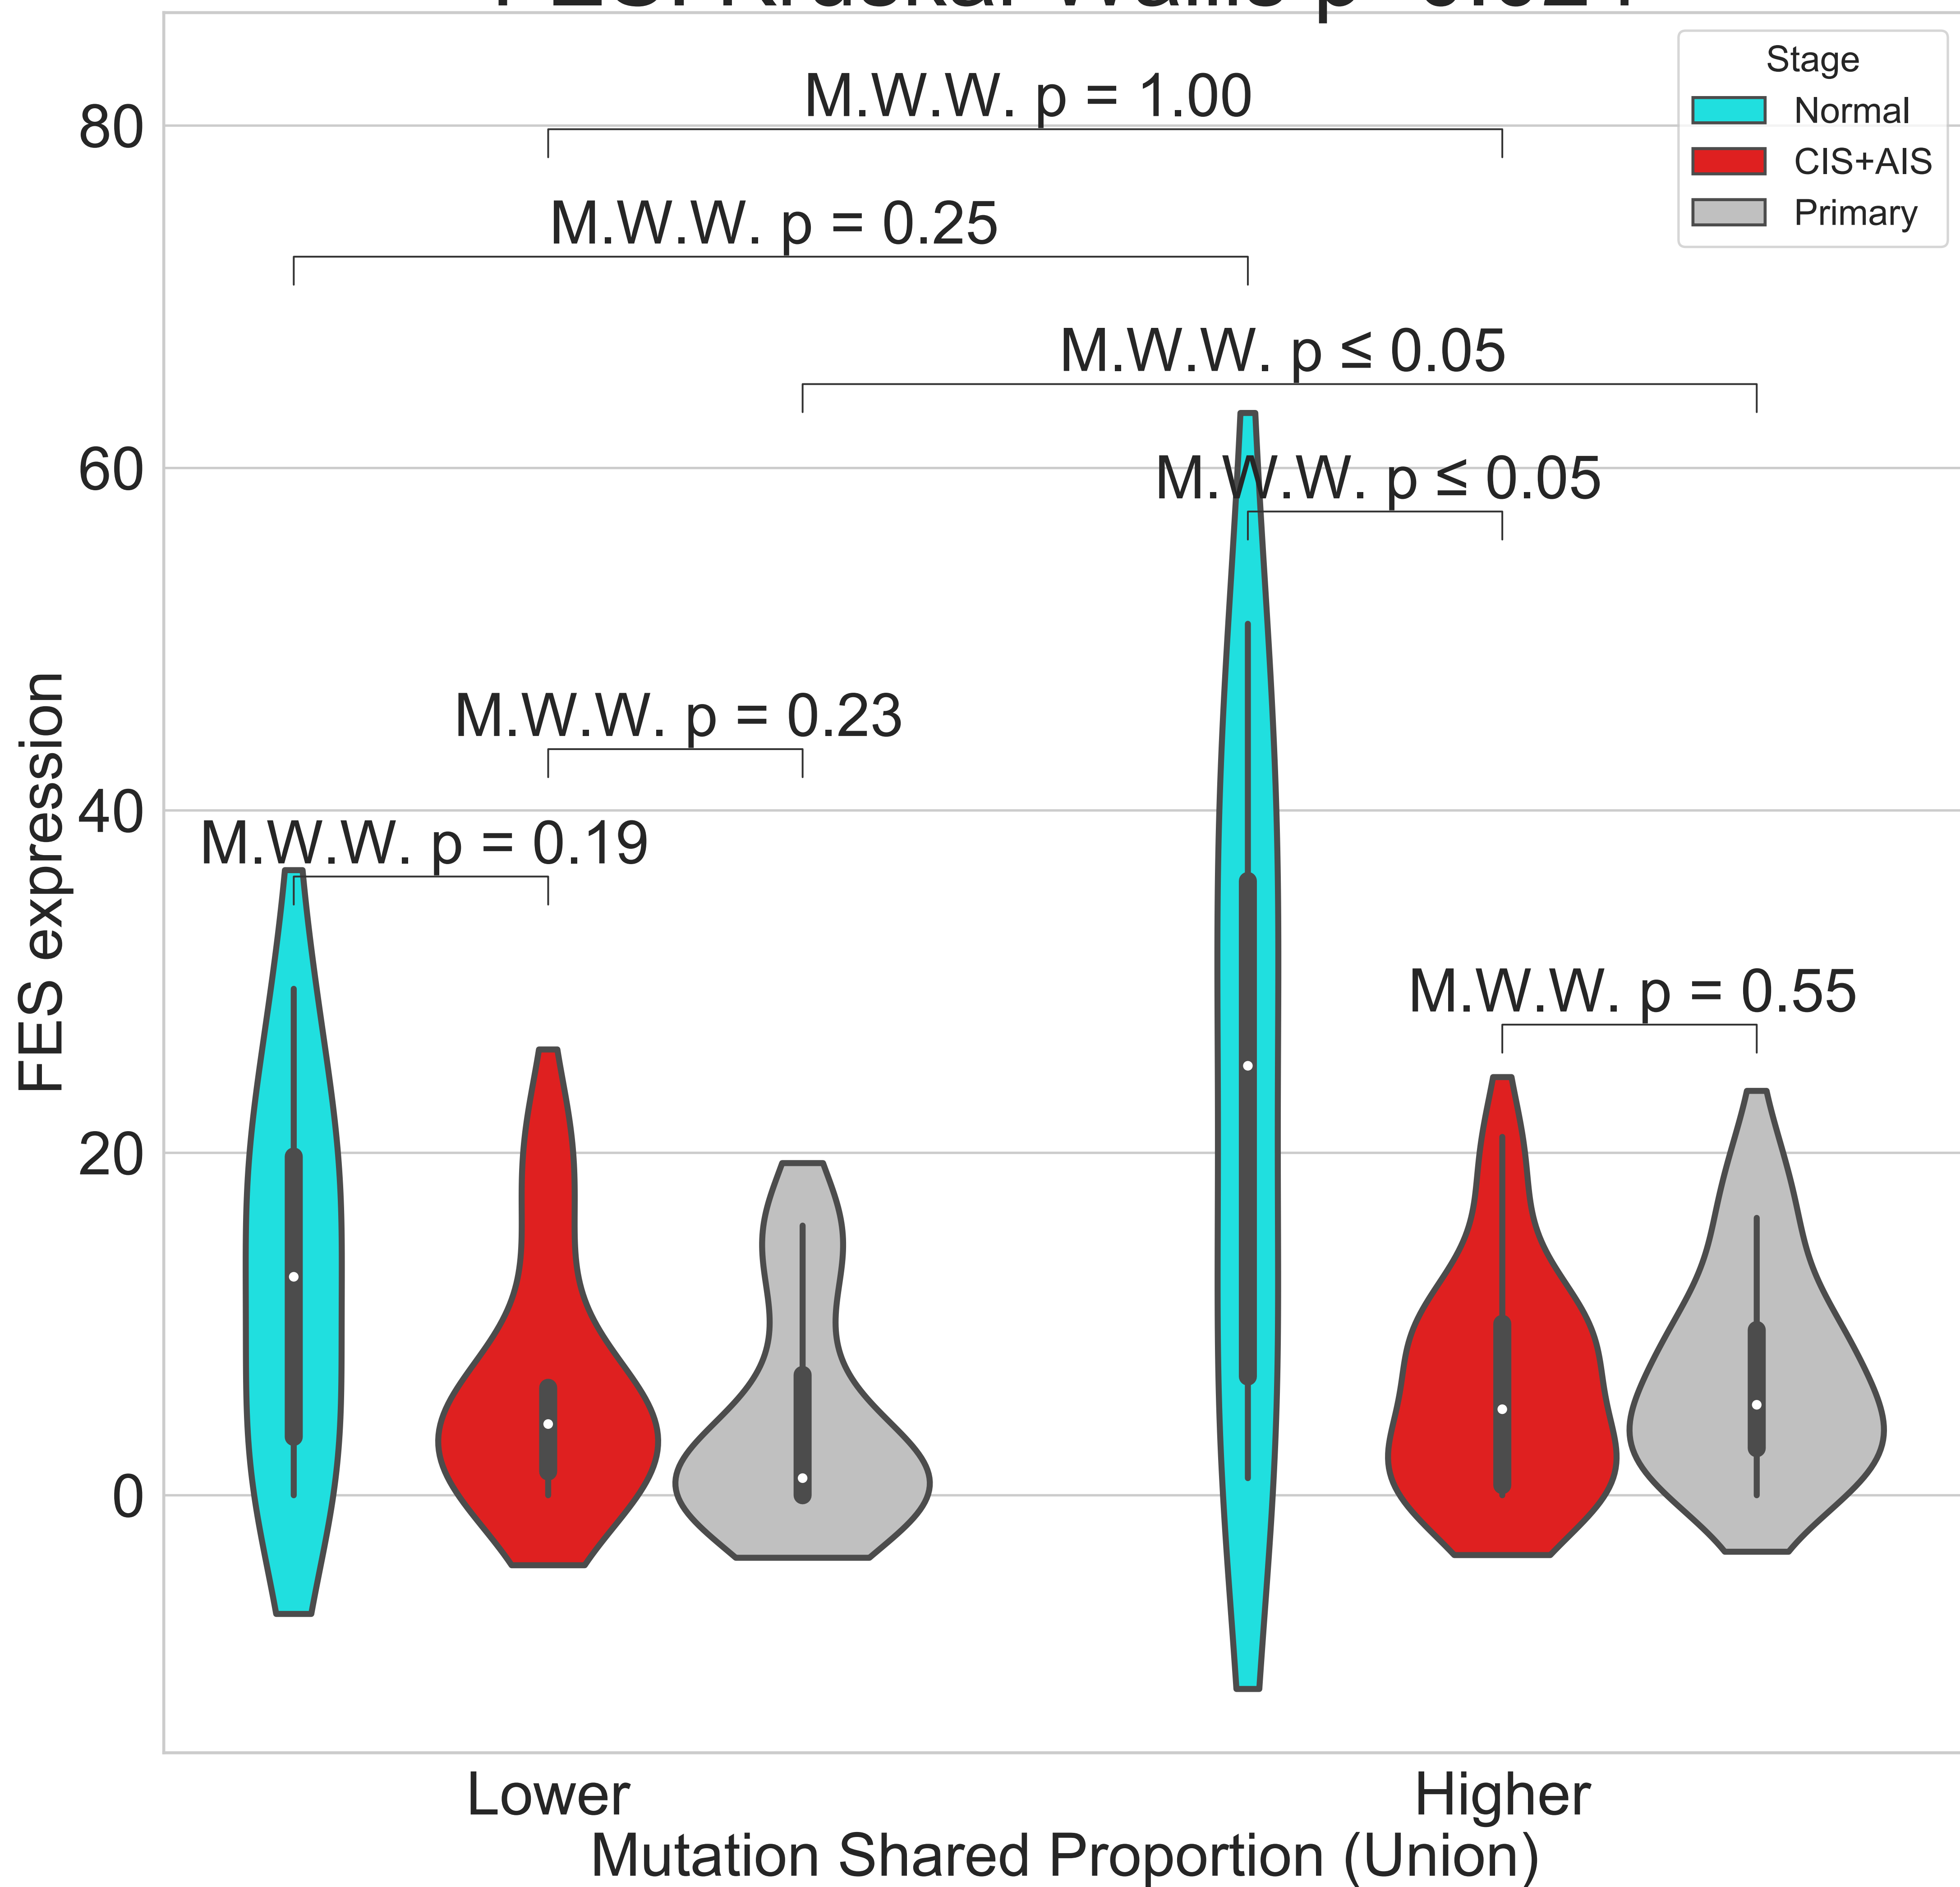 Stage
Normal
CIS+AIS
Primary
M.W.W. p = 1.00
M.W.W. p = 0.25
M.W.W. p ≤ 0.05
M.W.W. p ≤ 0.05
M.W.W. p = 0.23
M.W.W. p = 0.19
M.W.W. p = 0.55
80
60
40
20
0
FES expression
Lower
Higher
Mutation Shared Proportion (Union)